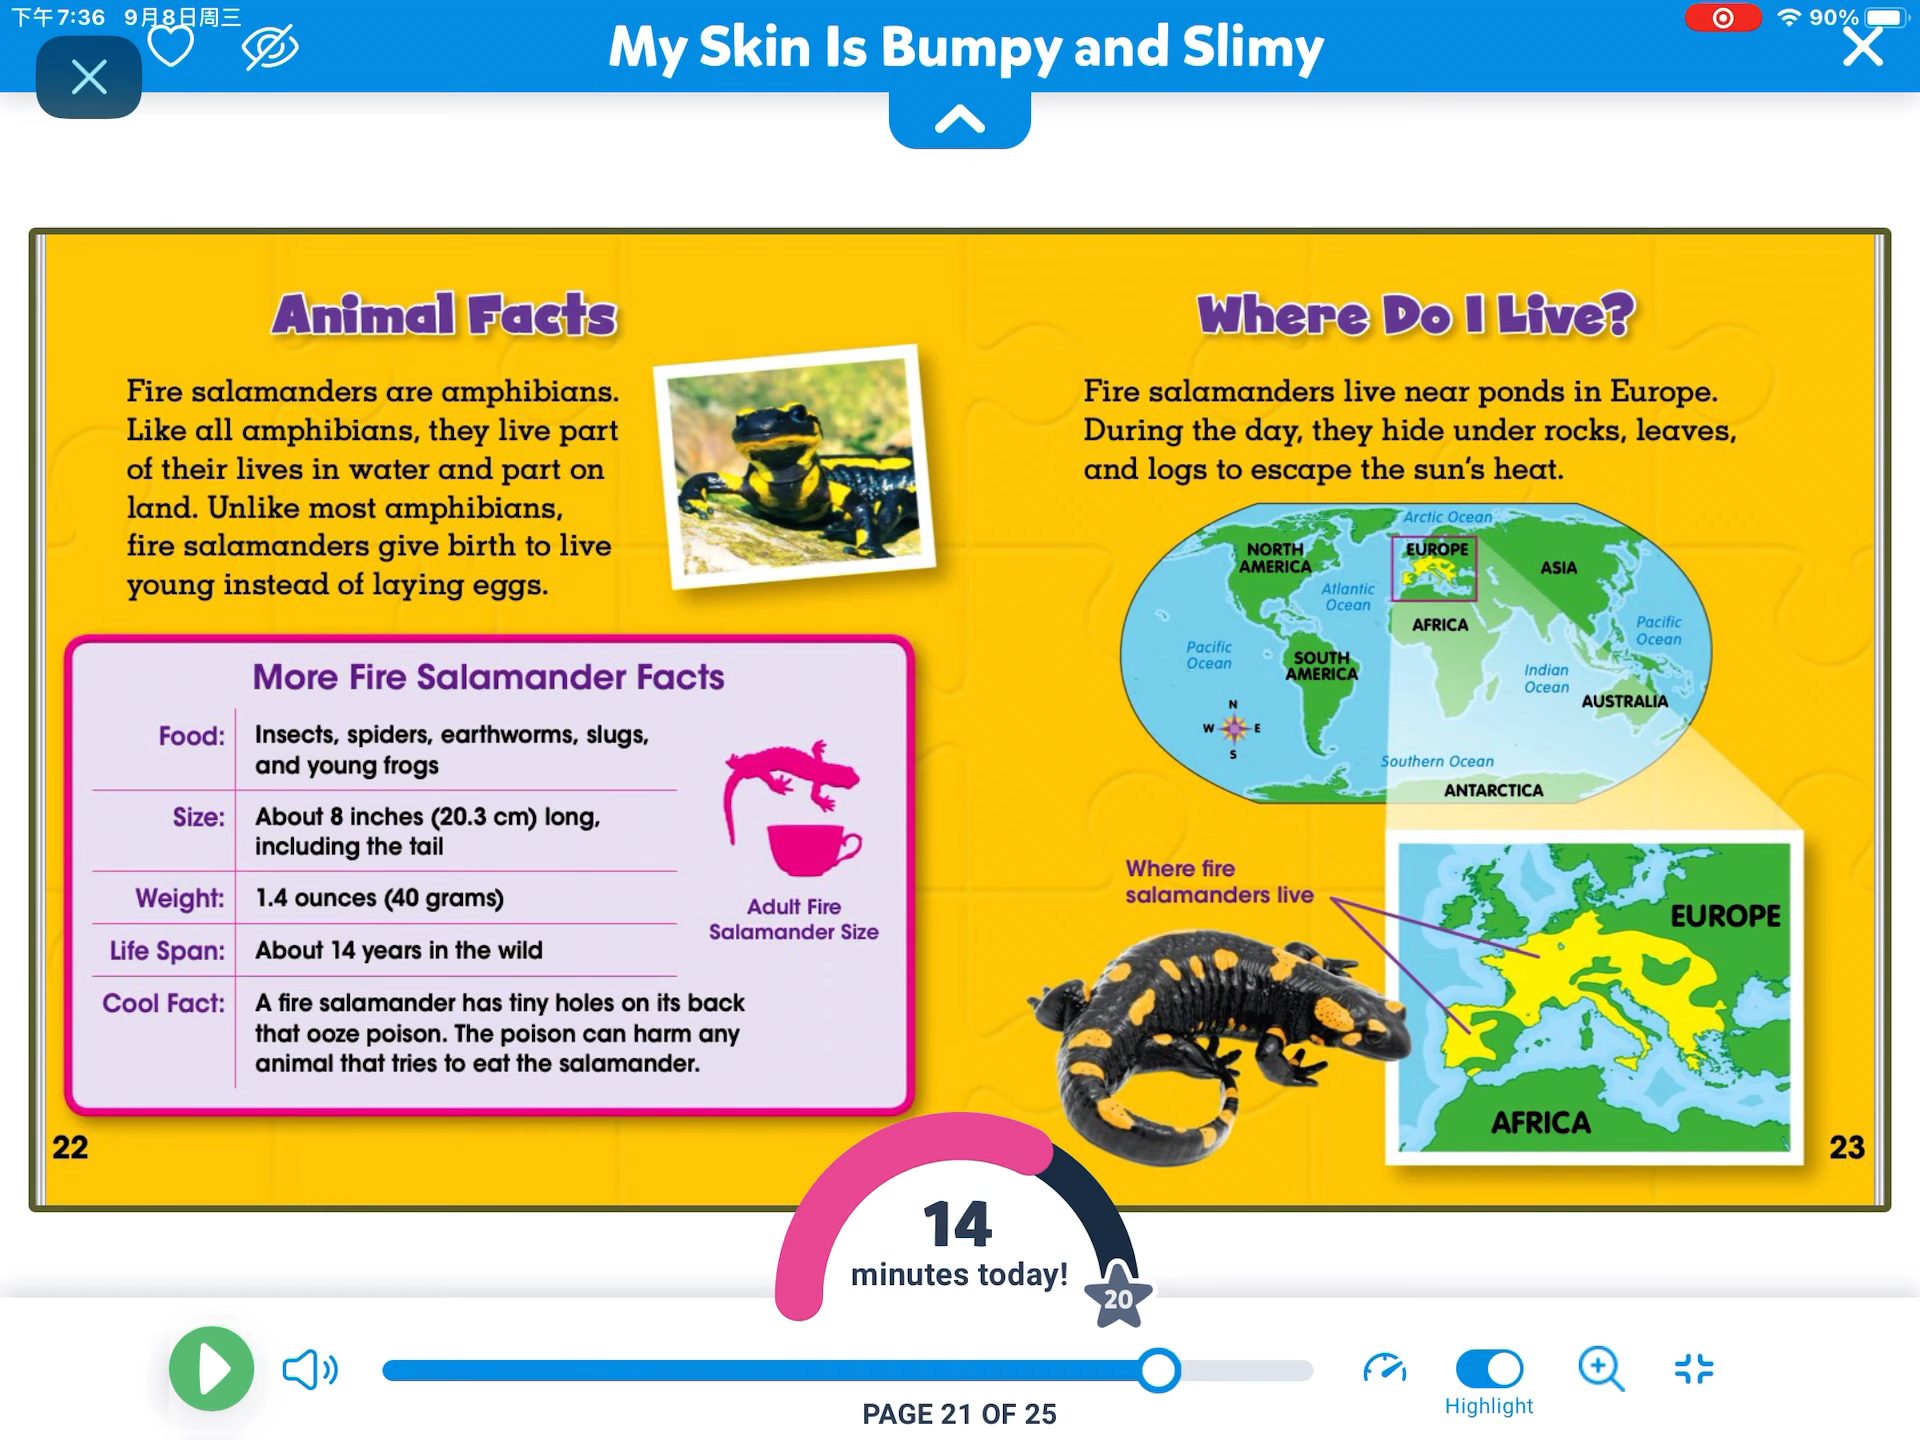 下午7:36 9月8日周三
90%
My Skin Is Bumpy and Slimy
Animal Facts
Fire salamanders are amphibians.
Like all amphibians, they live part
of their lives in water and part on
land. Unlike most amphibians,
fire salamanders give birth to live
young instead of laying eggs.
More Fire Salamander Facts
Food: Insects, spiders, earthworms, slugs,
and young frogs
Size: About 8 inches (20.3 cm) long,
including the tail
Weight: 1.4 ounces (40 grams)
Life Span: About 14 years in the wild
Cool Fact: A fire salamander has tiny holes on its back
that ooze poison. The poison can harm any
animal that tries to eat the salamander.
Adult Fire
Salamander Size
22
Where Do I Live?
Fire salamanders live near ponds in Europe.
During the day, they hide under rocks, leaves,
and logs to escape the sun's heat.
Arctic Ocean
NORTH
AMERICA
EUROPE
ASIA
Atlantic
Ocean
AFRICA
Pacific
Ocean
Pacific
Ocean
SOUTH
AMERICA
Indian
Ocean
AUSTRALIA
N
W E
S
Southern Ocean
ANTARCTICA
Where fire
salamanders live
EUROPE
AFRICA
23
14
minutes today!
20
PAGE 21 OF 25
Highlight